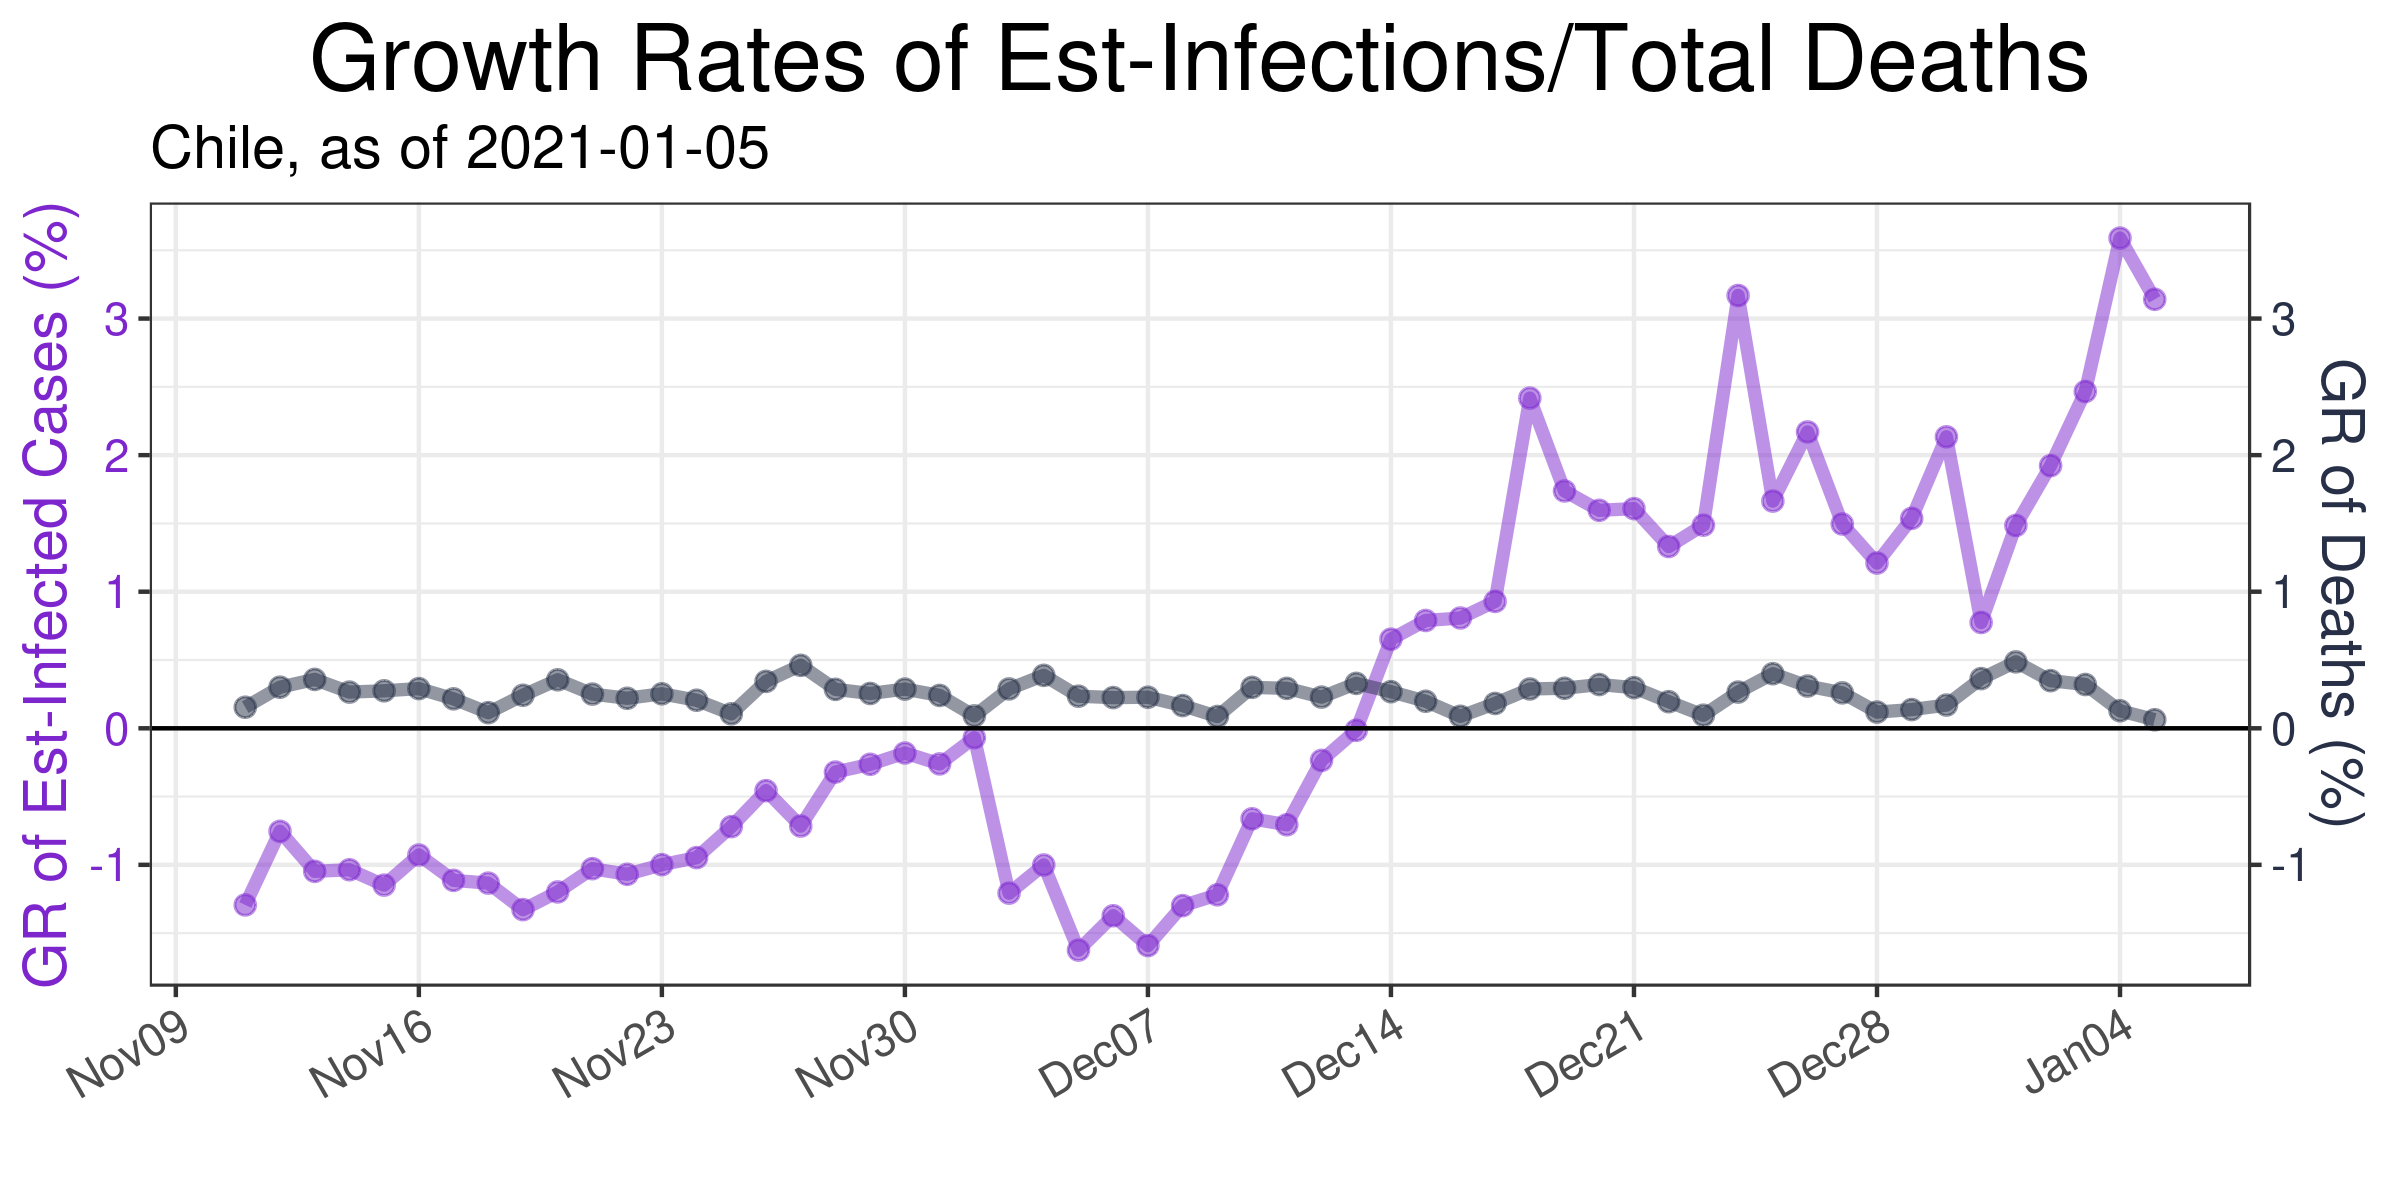 Growth Rates of Est-Infections/Total Deaths
Chile, as of 2021-01-05
GR of Est-Infected Cases (%)
3
2
1
0
-1
3
2
1
0
-1
GR of Deaths (%)
Nov09
Nov16
Nov23
Nov30
Dec07
Dec14
Dec21
Dec28
Jan04